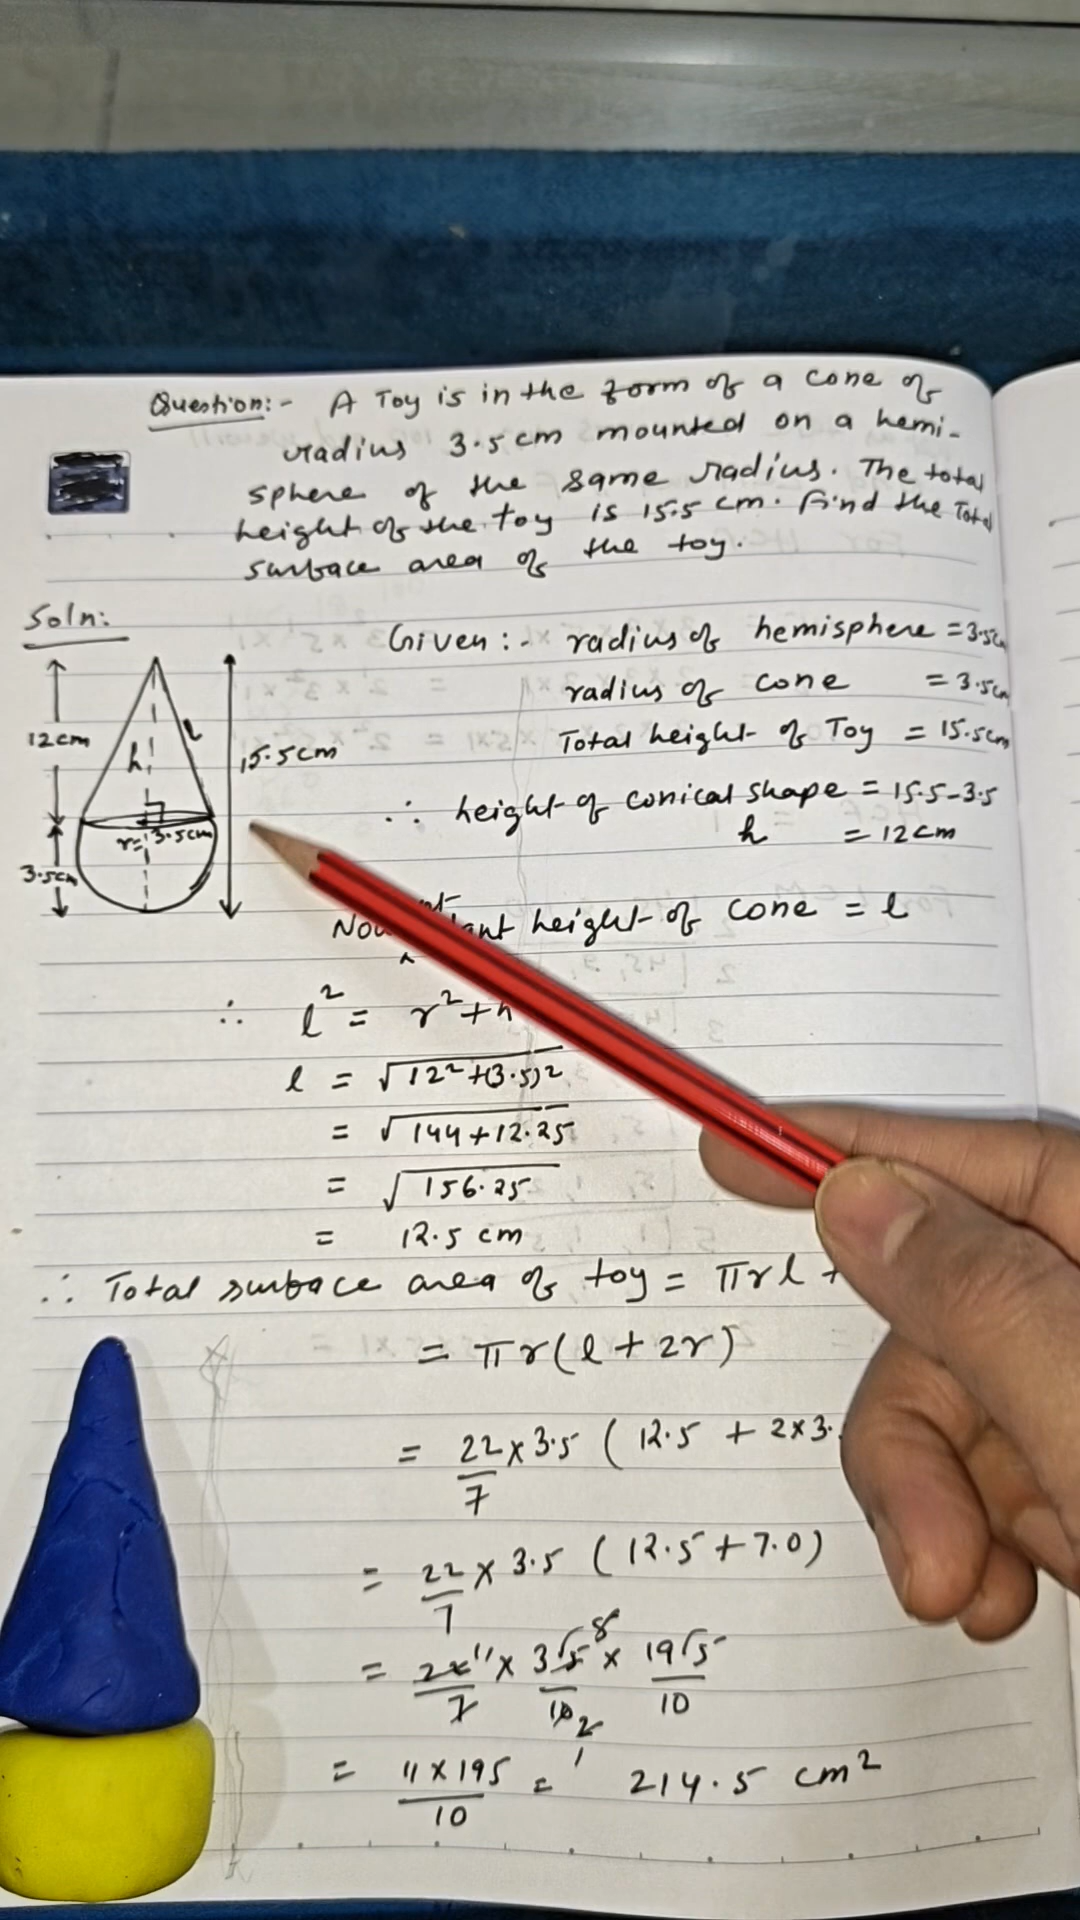 Question:- A Toy is in the form of a cone of
radius 3.5 cm mounted on a hemi-
sphere of the same radius. The total
height of the toy is 15.5 cm. Find the Total
surface area of the toy.
Soln:
Given:- radius of hemisphere = 3.5cm
radius of cone = 3.5cm
Total height of Toy = 15.5cm
∴ height of conical shape = 15.5-3.5
h = 12cm
12cm
h
l
15.5cm
r= 3.5cm
3.5cm
height of cone = l
∴ l² = r² +
l = √12²+(3.5)²
= √144+12.25
= √156.25
= 12.5 cm
∴ Total surface area of toy = πrl +
= πr(l + 2r)
= 22/7 × 3.5 ( 12.5 + 2×3.
= 22/7 × 3.5 ( 12.5 + 7.0)
= 22/7 11 × 35/10 2 × 195/10
= 11×195/10 = 214.5 cm²